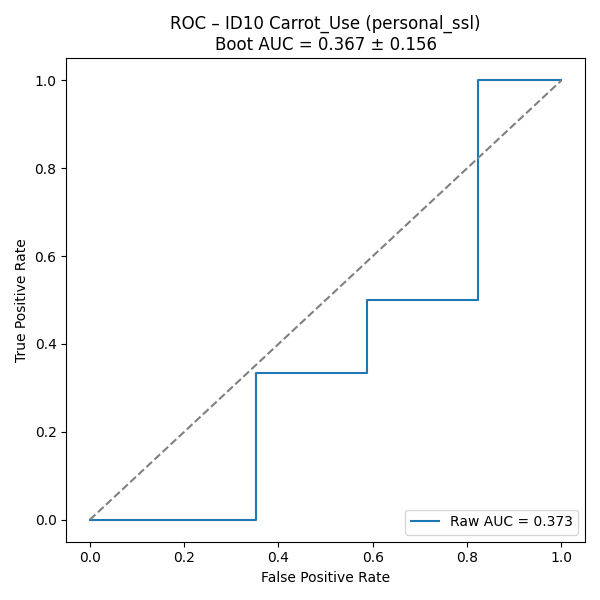 ROC – ID10 Carrot_Use (personal_ssl)
Boot AUC = 0.367 ± 0.156
True Positive Rate
1.0
0.8
0.6
0.4
0.2
0.0
Raw AUC = 0.373
0.0 0.2 0.4 0.6 0.8 1.0
False Positive Rate